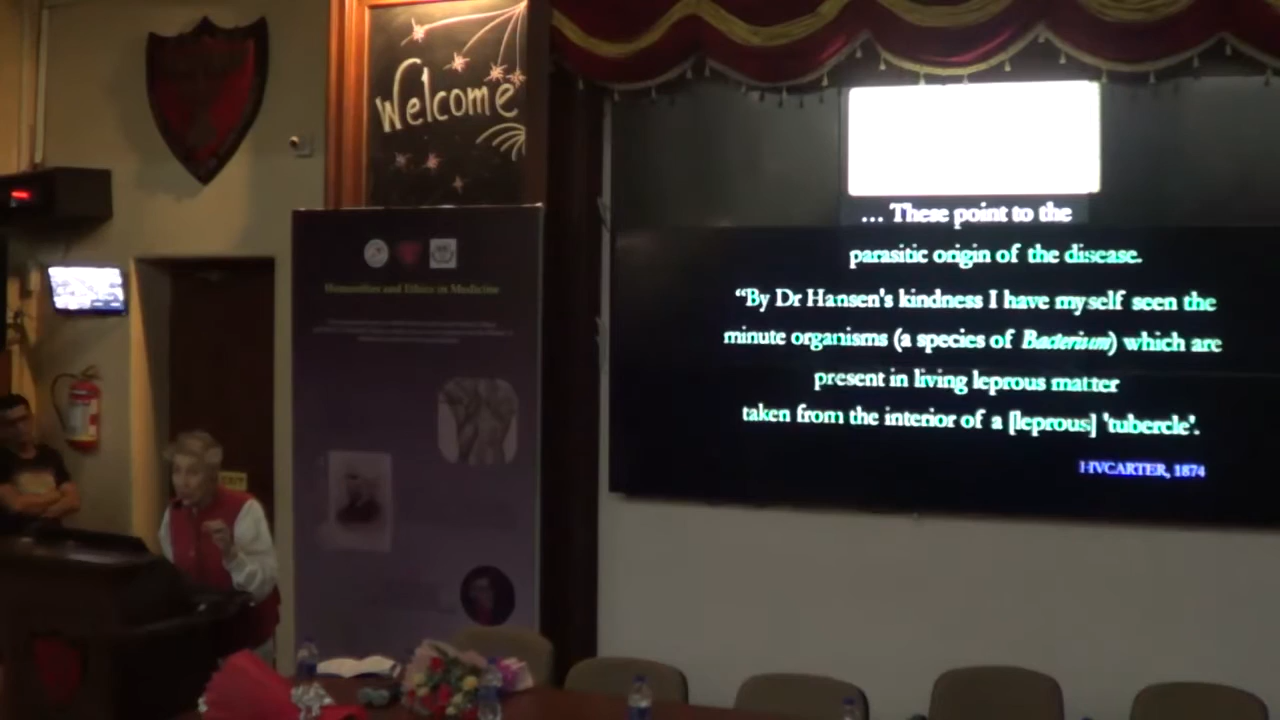 Welcome
Humanities and Ethics in Medicine
EXIT
... These point to the
parasitic origin of the disease.
“By Dr Hansen's kindness I have myself seen the
minute organisms (a species of Bacterium) which are
present in living leprous matter
taken from the interior of a [leprous] 'tubercle'.
HVCARTER, 1874